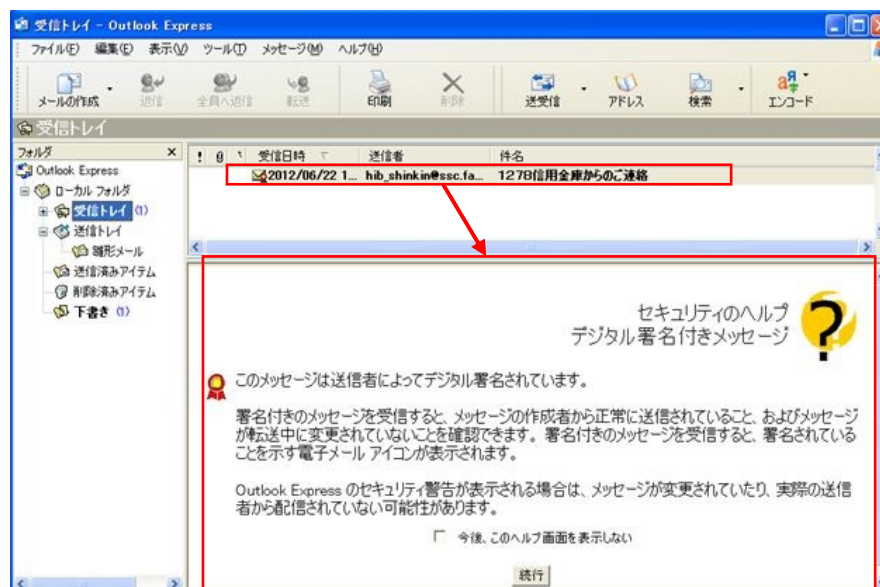 受信トレイ - Outlook Express
ファイル(F) 編集(E) 表示(V) ツール(T) メッセージ(M) ヘルプ(H)
メールの作成 返信 全員へ返信 転送 印刷 削除 送受信 アドレス 検索 エンコード
受信トレイ
フォルダ ×
! 受信日時 送信者 件名
2012/06/22 1... hib_shinkin@ssc.fa... 1278信用金庫からのご連絡
Outlook Express
ローカル フォルダ
受信トレイ (1)
送信トレイ
雛形メール
送信済みアイテム
削除済みアイテム
下書き (1)
セキュリティのヘルプ
デジタル署名付きメッセージ
このメッセージは送信者によってデジタル署名されています。
署名付きのメッセージを受信すると、メッセージの作成者から正常に送信されていること、およびメッセージ
が転送中に変更されていないことを確認できます。署名付きのメッセージを受信すると、署名されている
ことを示す電子メール アイコンが表示されます。
Outlook Express のセキュリティ警告が表示される場合は、メッセージが変更されていたり、実際の送信
者から配信されていない可能性があります。
今後、このヘルプ画面を表示しない
続行